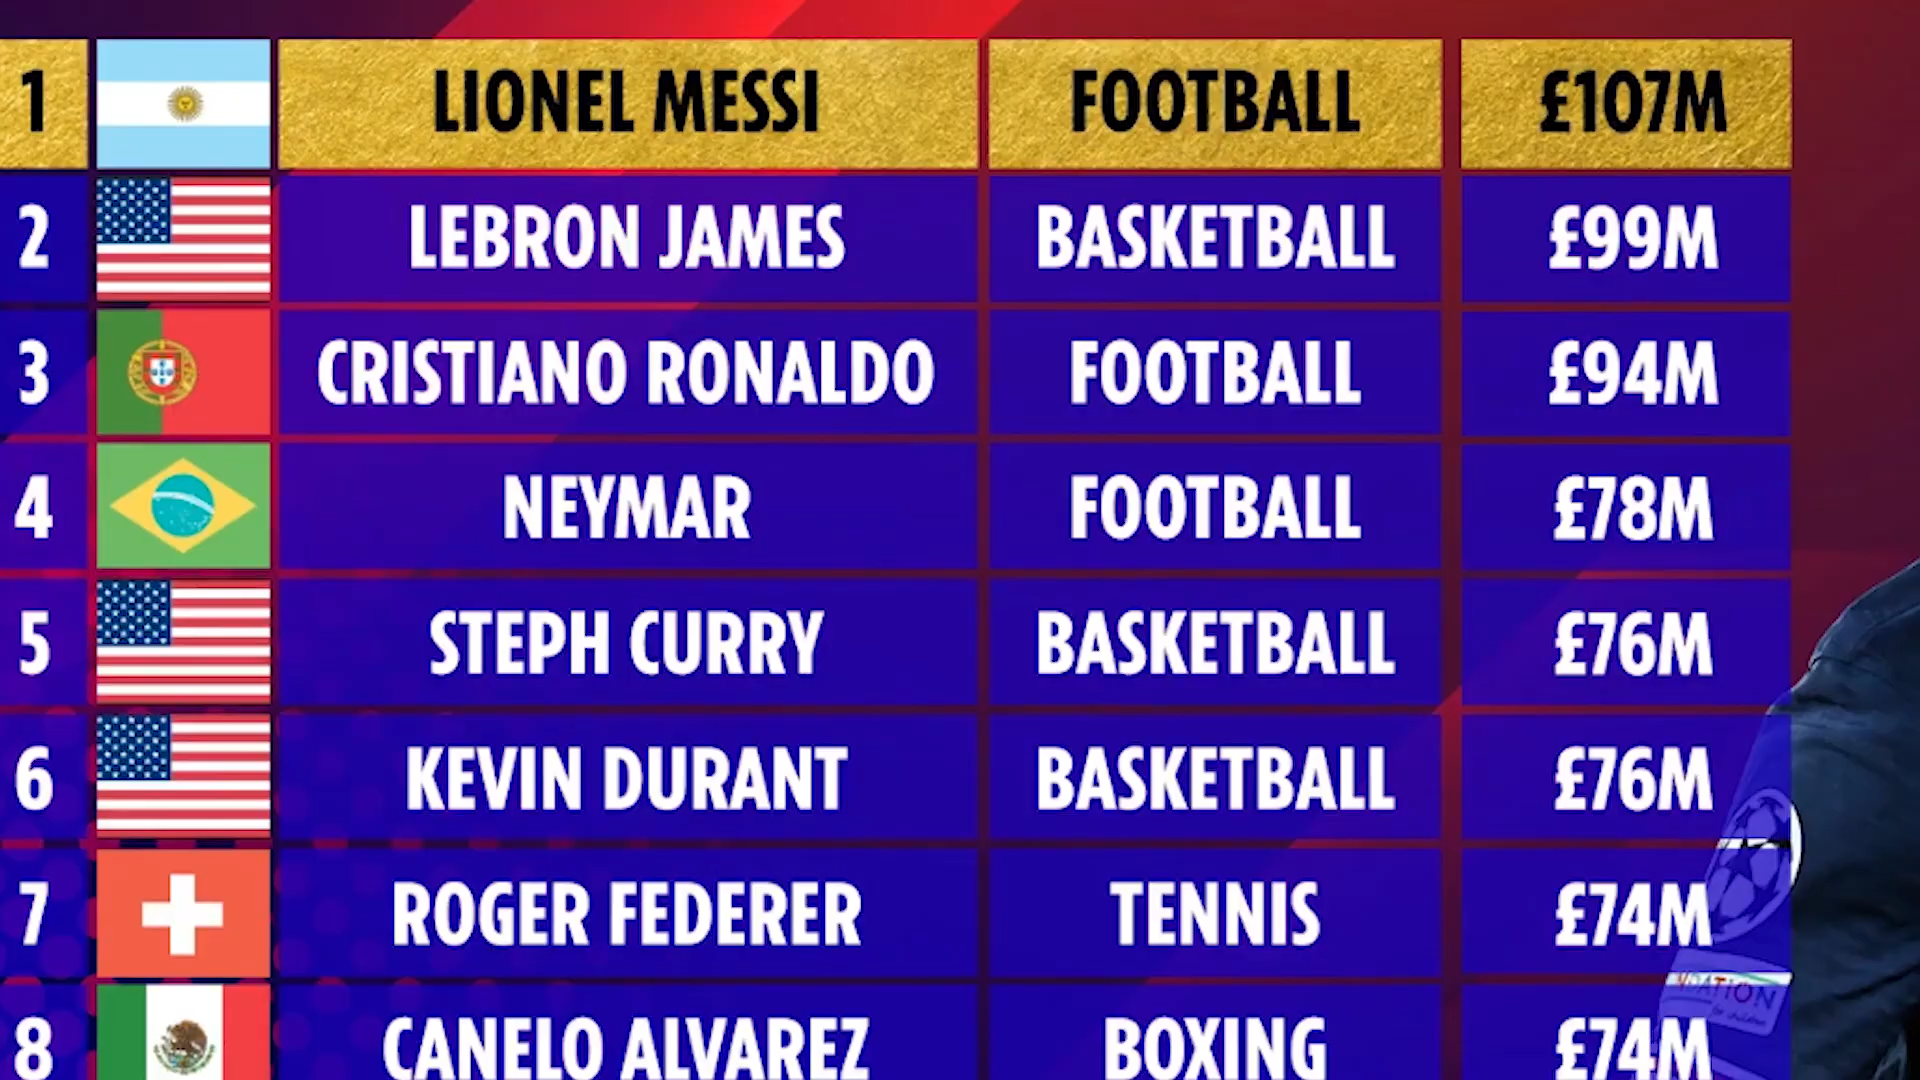 1 LIONEL MESSI FOOTBALL £107M
2 LEBRON JAMES BASKETBALL £99M
3 CRISTIANO RONALDO FOOTBALL £94M
4 NEYMAR FOOTBALL £78M
5 STEPH CURRY BASKETBALL £76M
6 KEVIN DURANT BASKETBALL £76M
7 ROGER FEDERER TENNIS £74M
8 CANELO ALVAREZ BOXING £74M